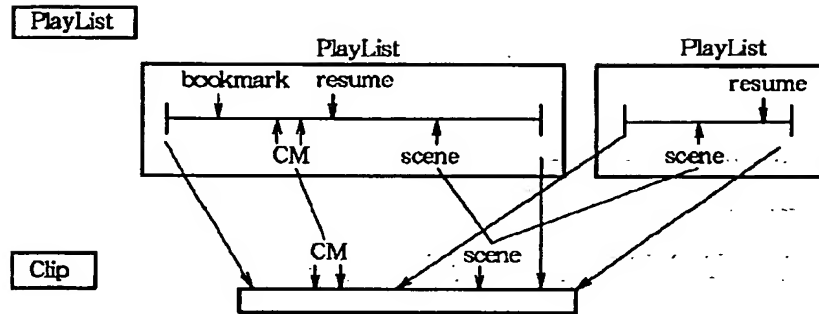 PlayList
PlayList PlayList
bookmark resume resume
CM scene scene
CM scene
Clip